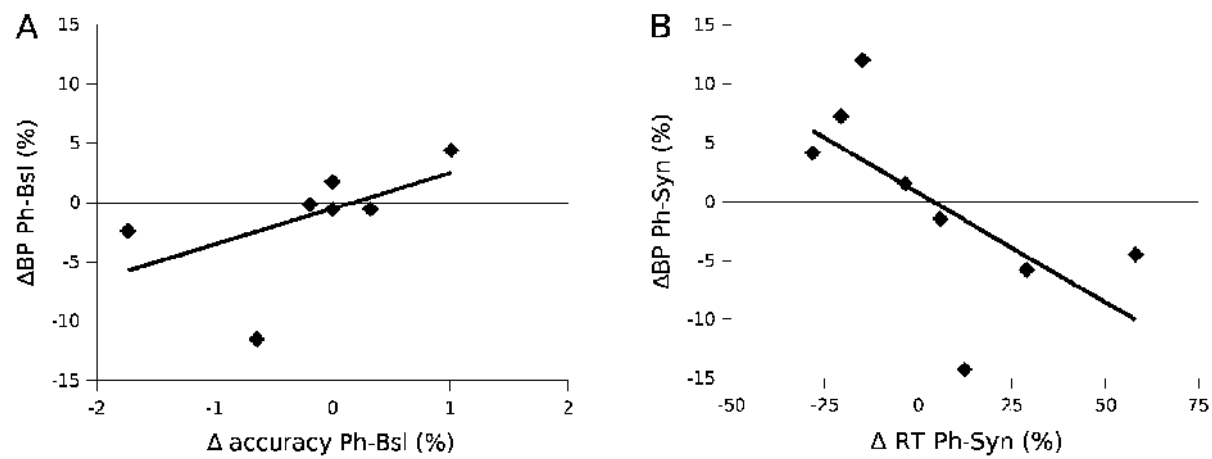 A
15
10
5
0
-5
-10
-15
ΔBP Ph-Bsl (%)
-2 -1 0 1 2
Δ accuracy Ph-Bsl (%)
B
15
10
5
0
-5
-10
-15
ΔBP Ph-Syn (%)
-50 -25 0 25 50 75
Δ RT Ph-Syn (%)